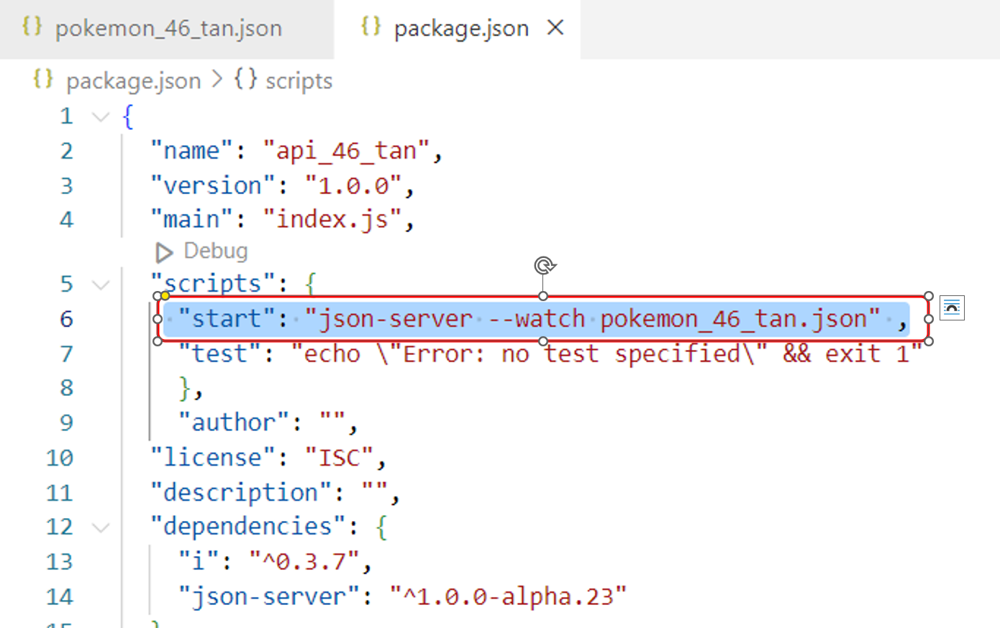 {} pokemon_46_tan.json {} package.json ×
{} package.json > {} scripts
1 {
2 "name": "api_46_tan",
3 "version": "1.0.0",
4 "main": "index.js",
Debug
5 "scripts": {
6 "start": "json-server --watch pokemon_46_tan.json" ,
7 "test": "echo \"Error: no test specified\" && exit 1"
8 },
9 "author": "",
10 "license": "ISC",
11 "description": "",
12 "dependencies": {
13 "i": "^0.3.7",
14 "json-server": "^1.0.0-alpha.23"
15 }